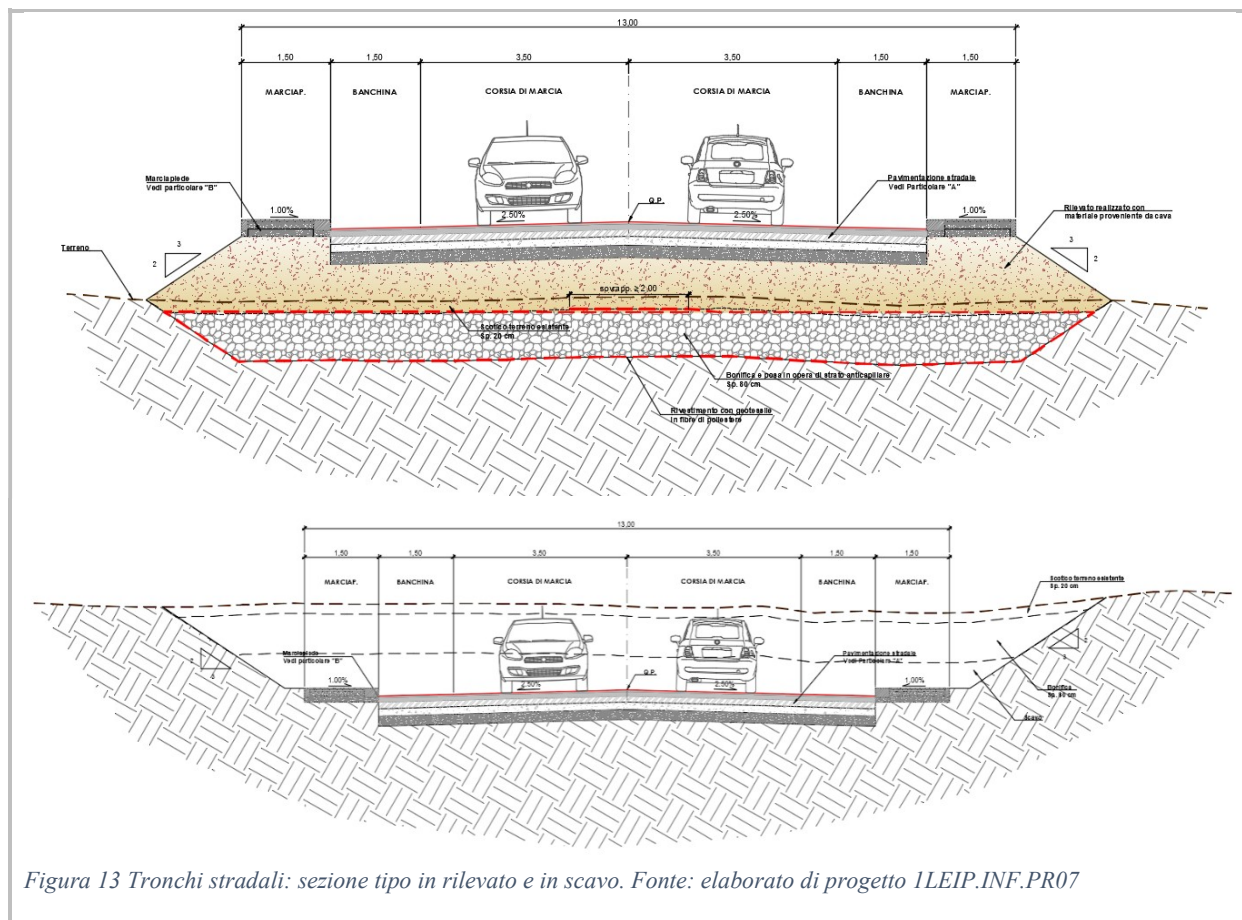 13,00
1,50 1,50 3,50 3,50 1,50 1,50
MARCIAP. BANCHINA CORSIA DI MARCIA CORSIA DI MARCIA BANCHINA MARCIAP.
Marciapiede
Vedi particolare "B"
Pavimentazione stradale
Vedi Particolare "A"
Q.P.
Rilevato realizzato con
materiale proveniente da cava
1.00% 2.50% 2.50% 1.00%
3
2
3
2
Terreno
sovrapp. ≥ 2,00
Scotico terreno esistente
Sp. 20 cm
Bonifica e posa in opera di strato anticapillare
Sp. 80 cm
Rivestimento con geotessile
in fibre di poliestere
13,00
1,50 1,50 3,50 3,50 1,50 1,50
MARCIAP. BANCHINA CORSIA DI MARCIA CORSIA DI MARCIA BANCHINA MARCIAP.
Scotico terreno esistente
Sp. 20 cm
Marciapiede
Vedi particolare "B"
Pavimentazione stradale
Vedi Particolare "A"
Q.P.
1.00% 2.50% 2.50% 1.00%
2
Bonifica
Sp. 80 cm
Figura 13 Tronchi stradali: sezione tipo in rilevato e in scavo. Fonte: elaborato di progetto 1LEIP.INF.PR07